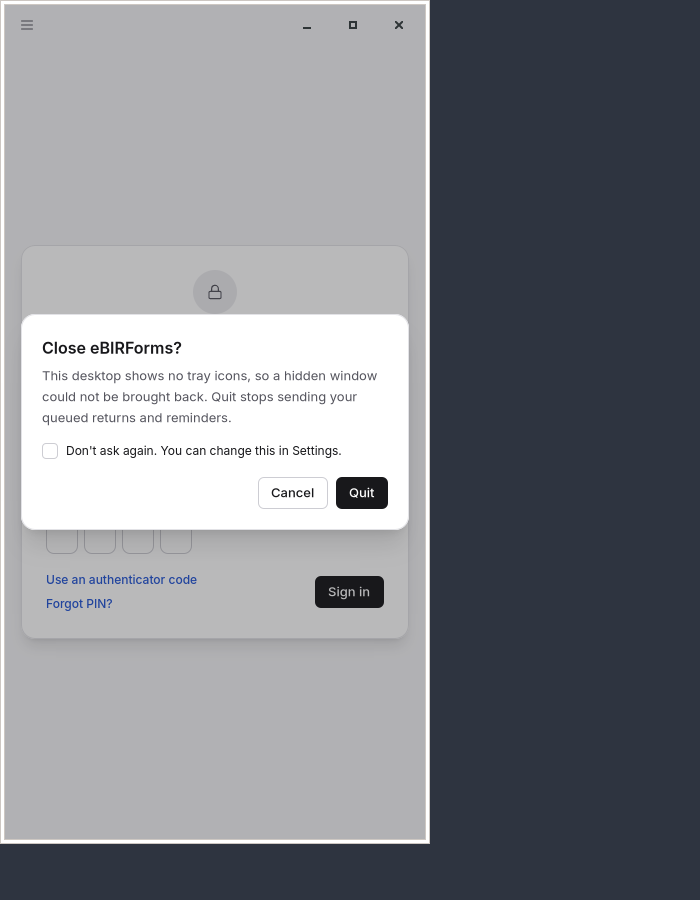 Close eBIRForms?
This desktop shows no tray icons, so a hidden window
could not be brought back. Quit stops sending your
queued returns and reminders.
Don't ask again. You can change this in Settings.
Cancel
Quit
Use an authenticator code
Forgot PIN?
Sign in